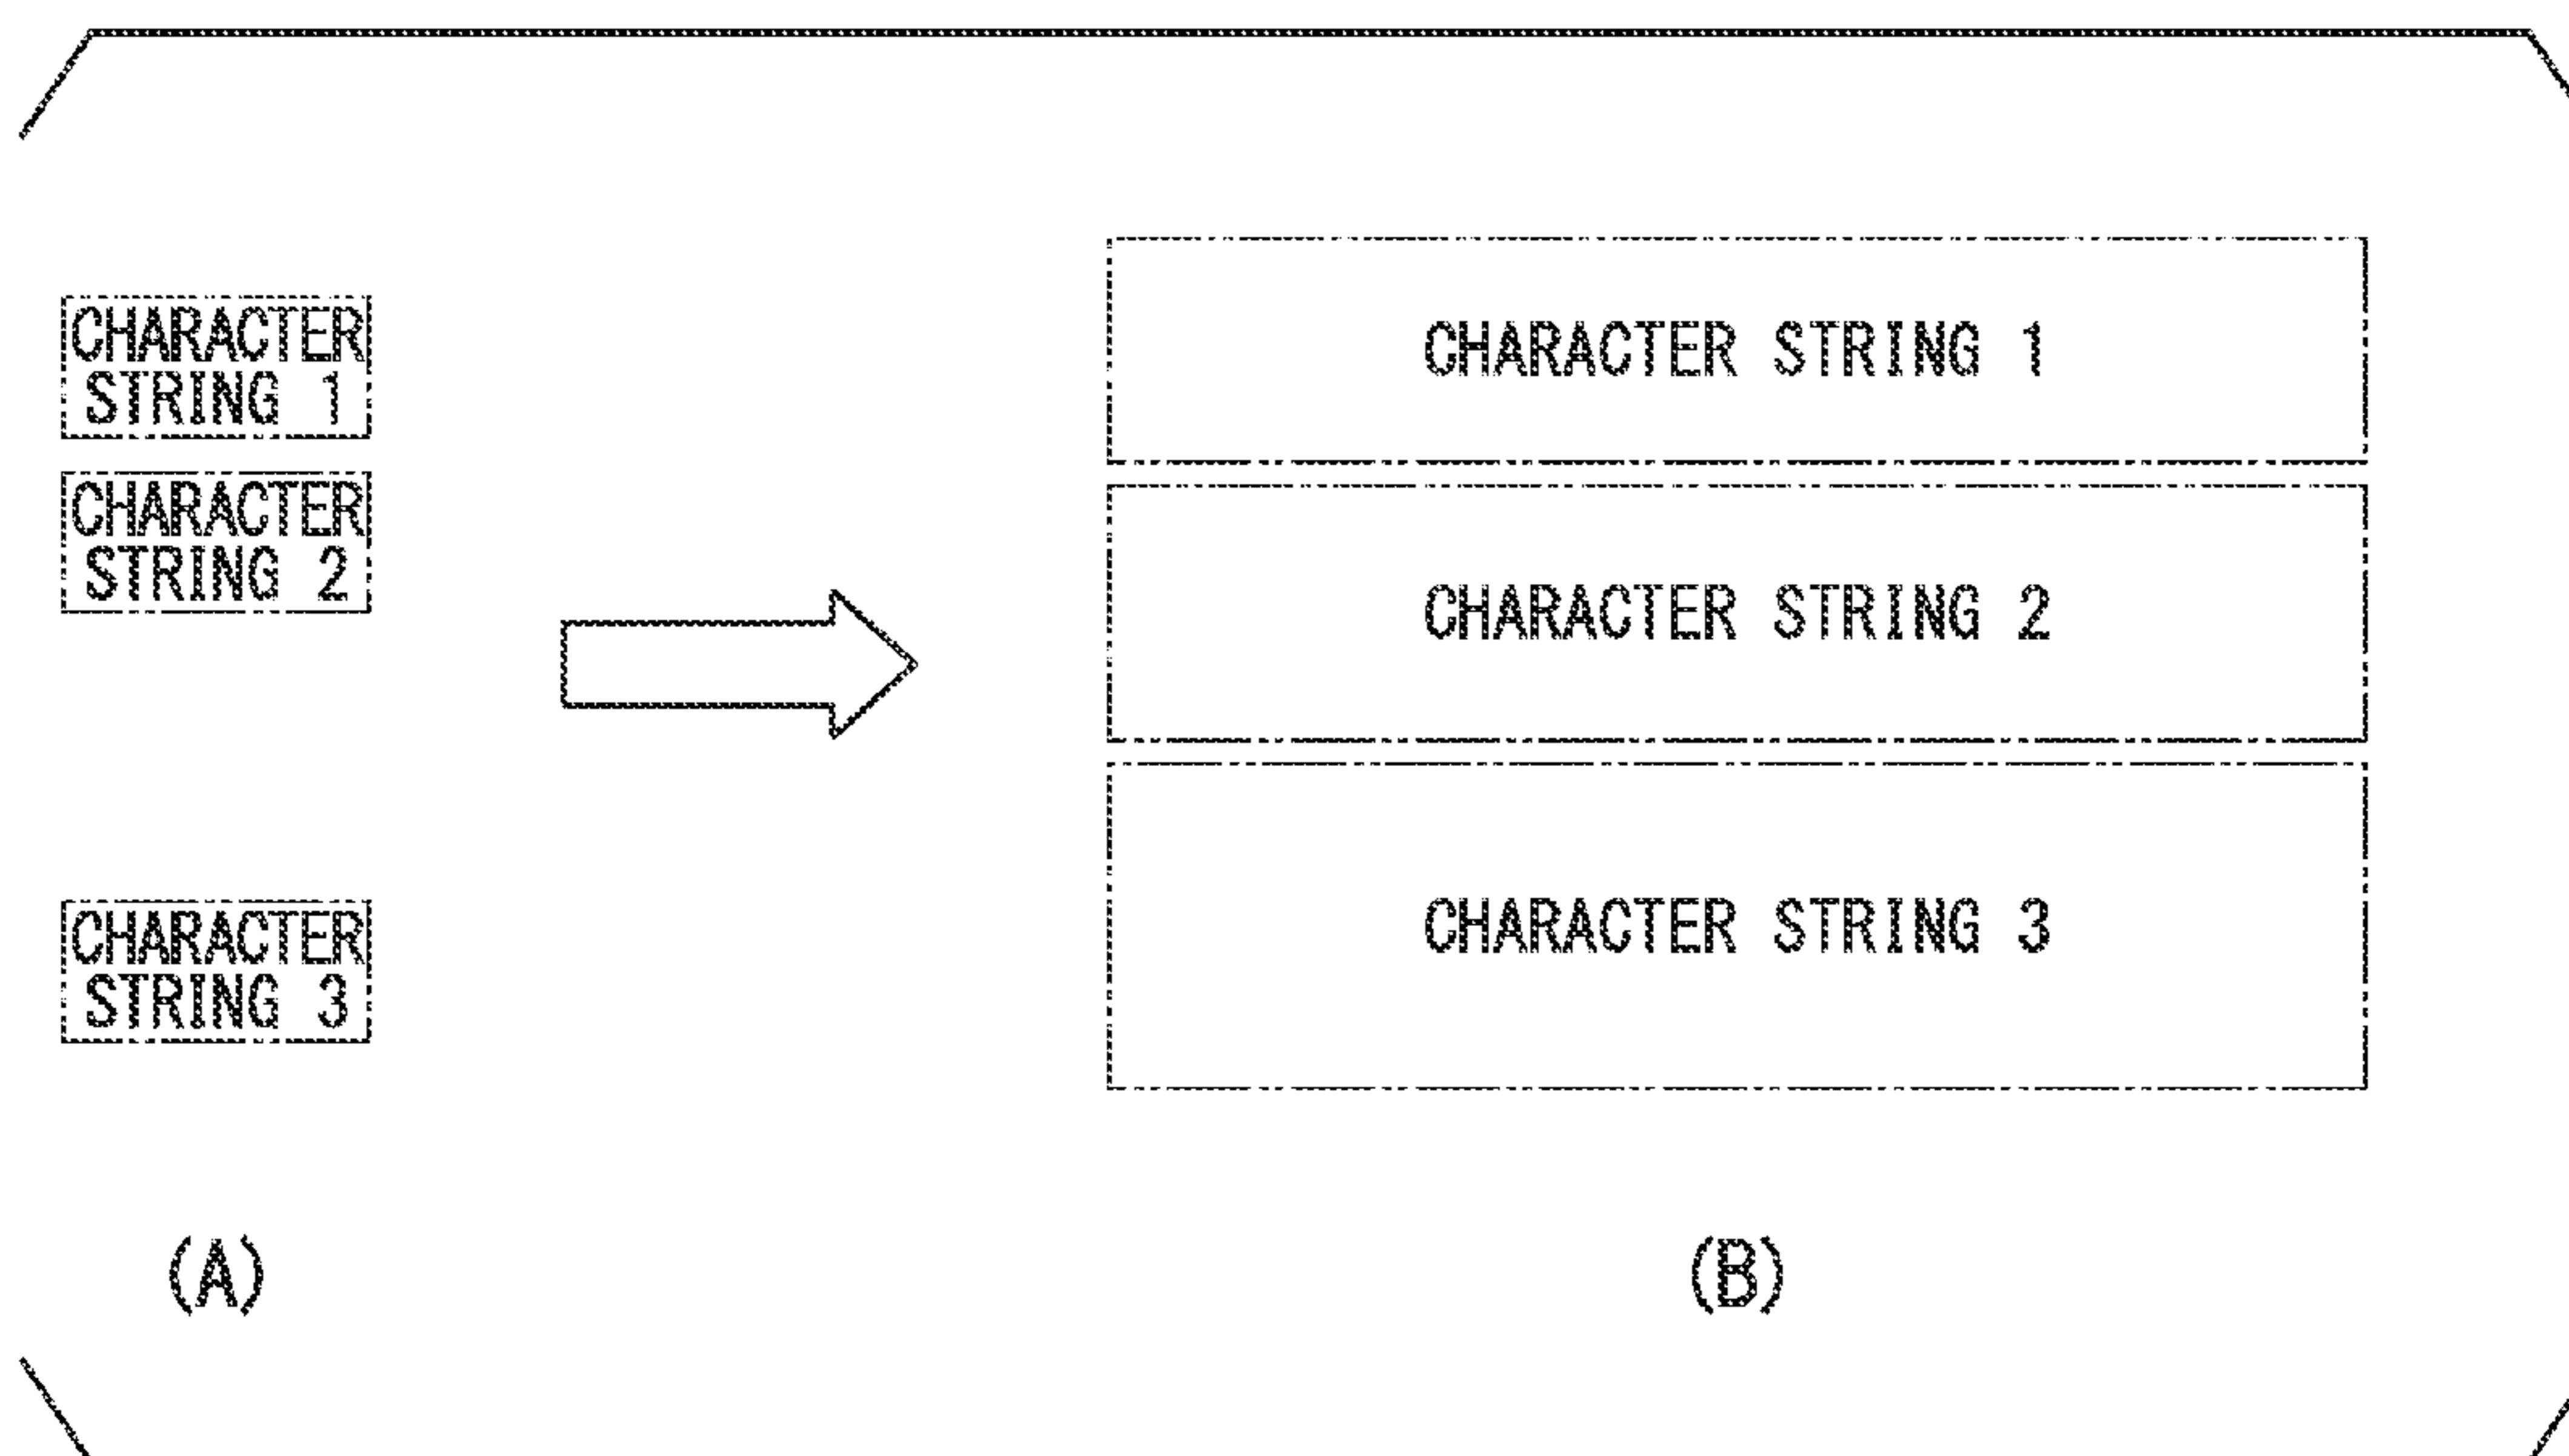 CHARACTER
STRING 1
CHARACTER
STRING 2
CHARACTER
STRING 3
(A)
CHARACTER STRING 1
CHARACTER STRING 2
CHARACTER STRING 3
(B)